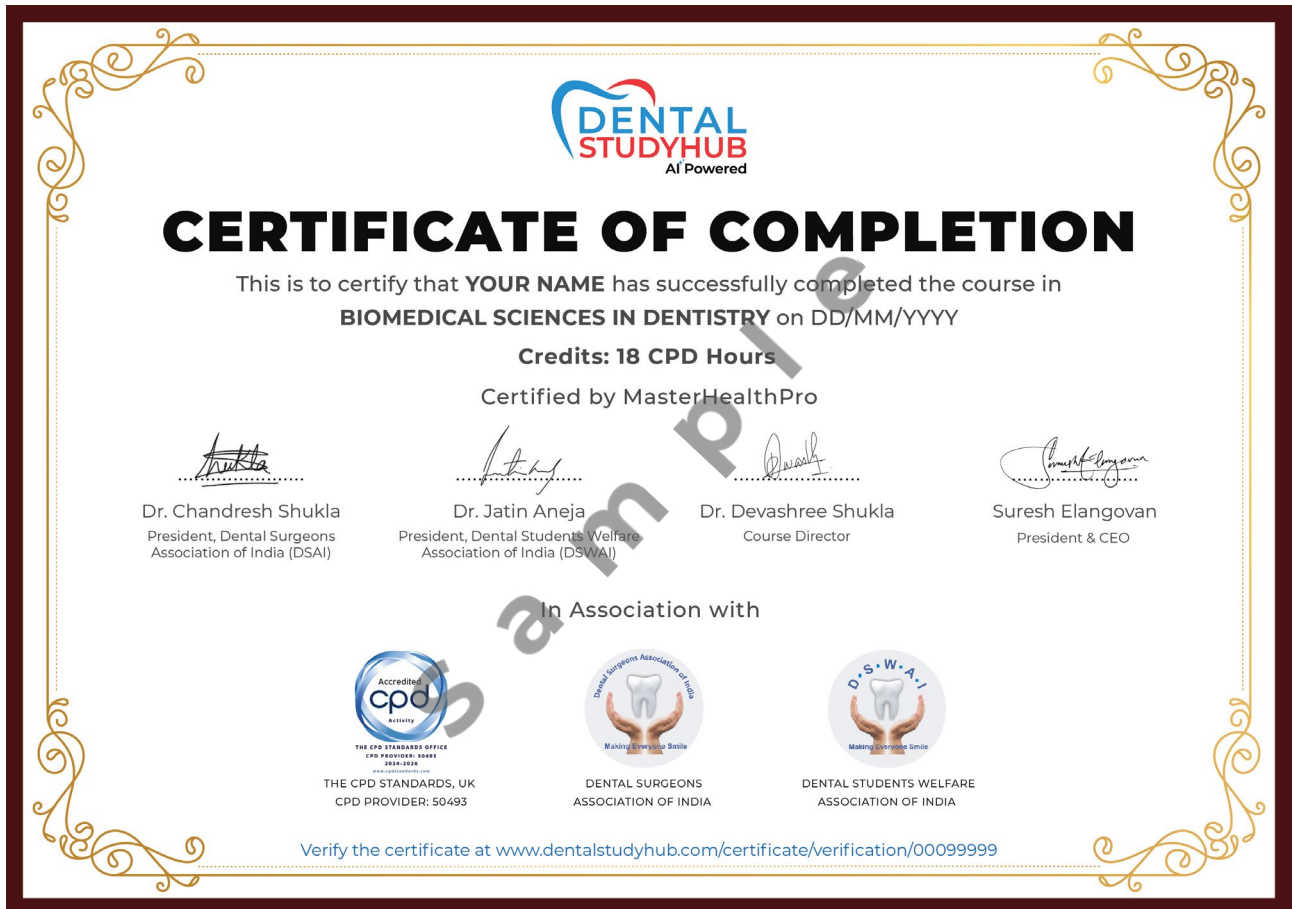 DENTAL
STUDYHUB
AI Powered
CERTIFICATE OF COMPLETION
This is to certify that YOUR NAME has successfully completed the course in
BIOMEDICAL SCIENCES IN DENTISTRY on DD/MM/YYYY
Credits: 18 CPD Hours
Certified by MasterHealthPro
Shukla
Dr. Chandresh Shukla
President, Dental Surgeons
Association of India (DSAI)
Dr. Jatin Aneja
President, Dental Students Welfare
Association of India (DSWAI)
Dr. Devashree Shukla
Course Director
Suresh Elangovan
Suresh Elangovan
President & CEO
Sample
In Association with
Accredited
cpd
Activity
THE CPD STANDARDS OFFICE
CPD PROVIDER: 50493
2024-2026
www.cpdstandards.com
THE CPD STANDARDS, UK
CPD PROVIDER: 50493
Dental Surgeons Association of India
Making Everyone Smile
DENTAL SURGEONS
ASSOCIATION OF INDIA
D·S·W·A·I
Making Everyone Smile
DENTAL STUDENTS WELFARE
ASSOCIATION OF INDIA
Verify the certificate at www.dentalstudyhub.com/certificate/verification/00099999